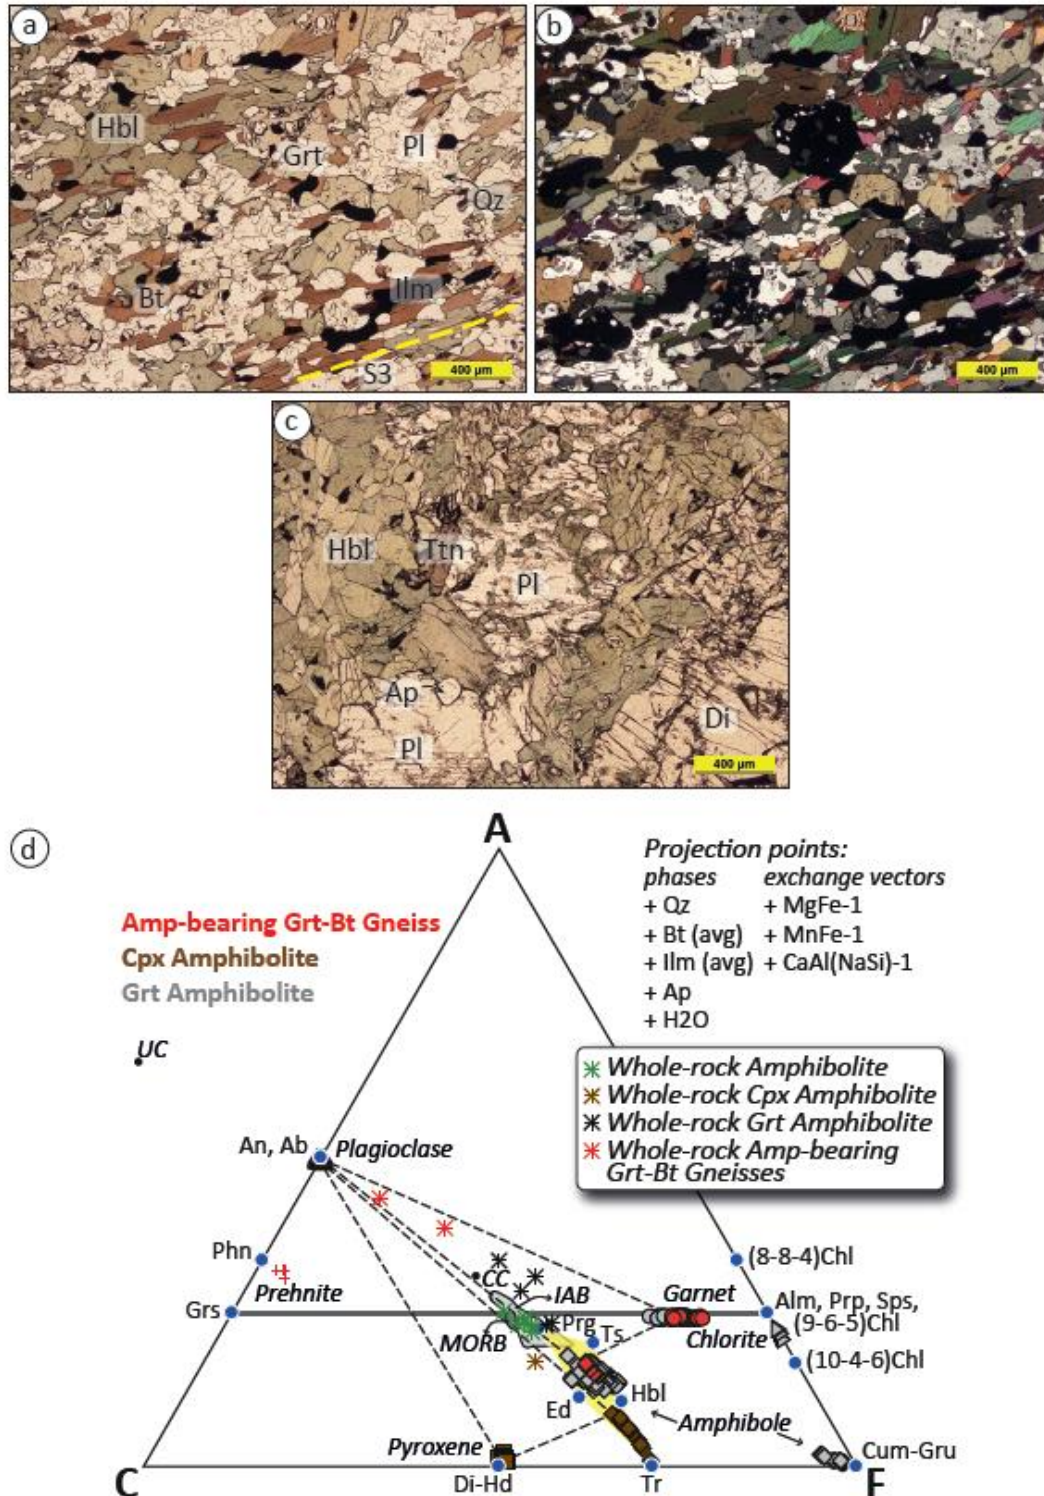 a
b
Hbl
Grt
Pl
Qz
Bt
Ilm
S3
400 µm
400 µm
c
Hbl
Ttn
Pl
Ap
Pl
Di
400 µm
d
A
Projection points:
phases exchange vectors
+ Qz + MgFe-1
+ Bt (avg) + MnFe-1
+ Ilm (avg) + CaAl(NaSi)-1
+ Ap
+ H2O
Amp-bearing Grt-Bt Gneiss
Cpx Amphibolite
Grt Amphibolite
UC
Whole-rock Amphibolite
Whole-rock Cpx Amphibolite
Whole-rock Grt Amphibolite
Whole-rock Amp-bearing
Grt-Bt Gneisses
An, Ab Plagioclase
Phn
(8-8-4)Chl
Prehnite
CC
IAB
Garnet
Grs
Alm, Prp, Sps,
(9-6-5)Chl
MORB
Prg
Ts
Chlorite
(10-4-6)Chl
Ed
Hbl
Amphibole
Pyroxene
Cum-Gru
C
Di-Hd
Tr
F